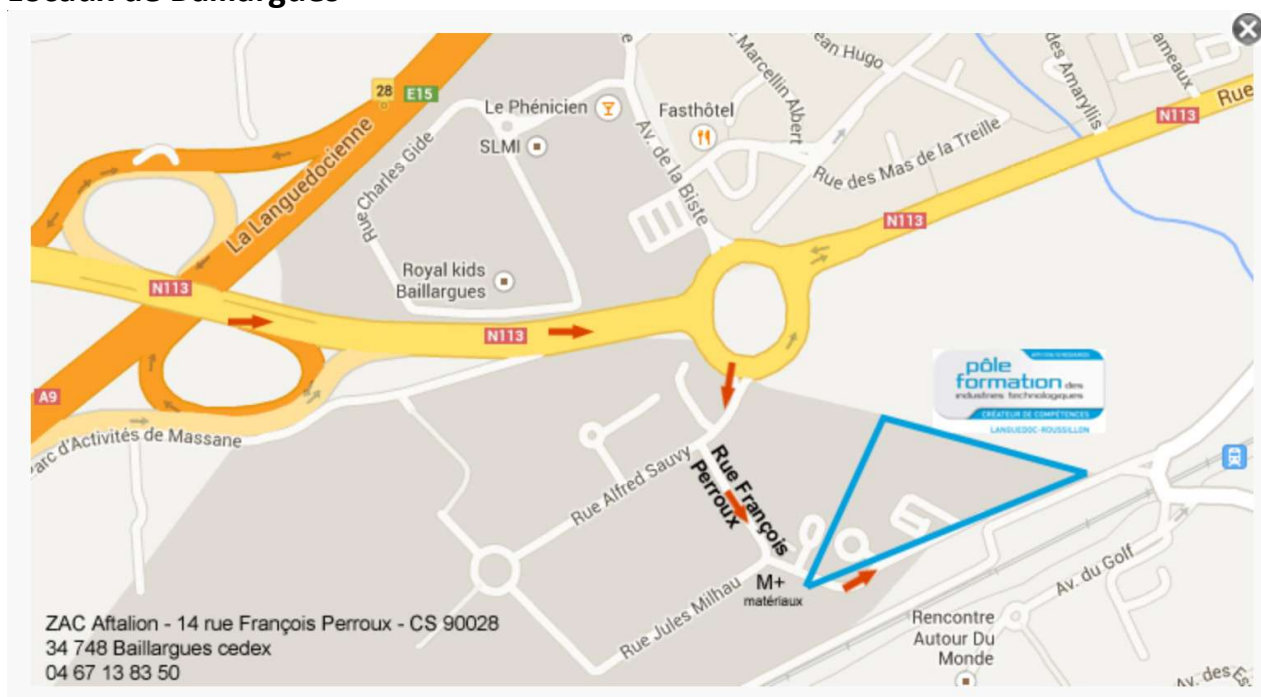 Locaux de Baillargues
28
E15
La Languedocienne
Rue Charles Gide
Le Phénicien
SLMI
Fasthôtel
Av. de la Biste
Marcellin Albert
ean Hugo
Rue des Mas de la Treille
des Amaryllis
ameaux
N113
Rue
N113
Royal kids
Baillargues
N113
N113
A9
Parc d'Activités de Massane
pôle
formation des
industries technologiques
CRÉATEUR DE COMPÉTENCES
LANGUEDOC-ROUSSILLON
Rue Alfred Sauvy
Rue François
Perroux
Rue Jules Milhau
M+
matériaux
Av. du Golf
Rencontre
Autour Du
Monde
Av. des Es
ZAC Aftalion - 14 rue François Perroux - CS 90028
34 748 Baillargues cedex
04 67 13 83 50